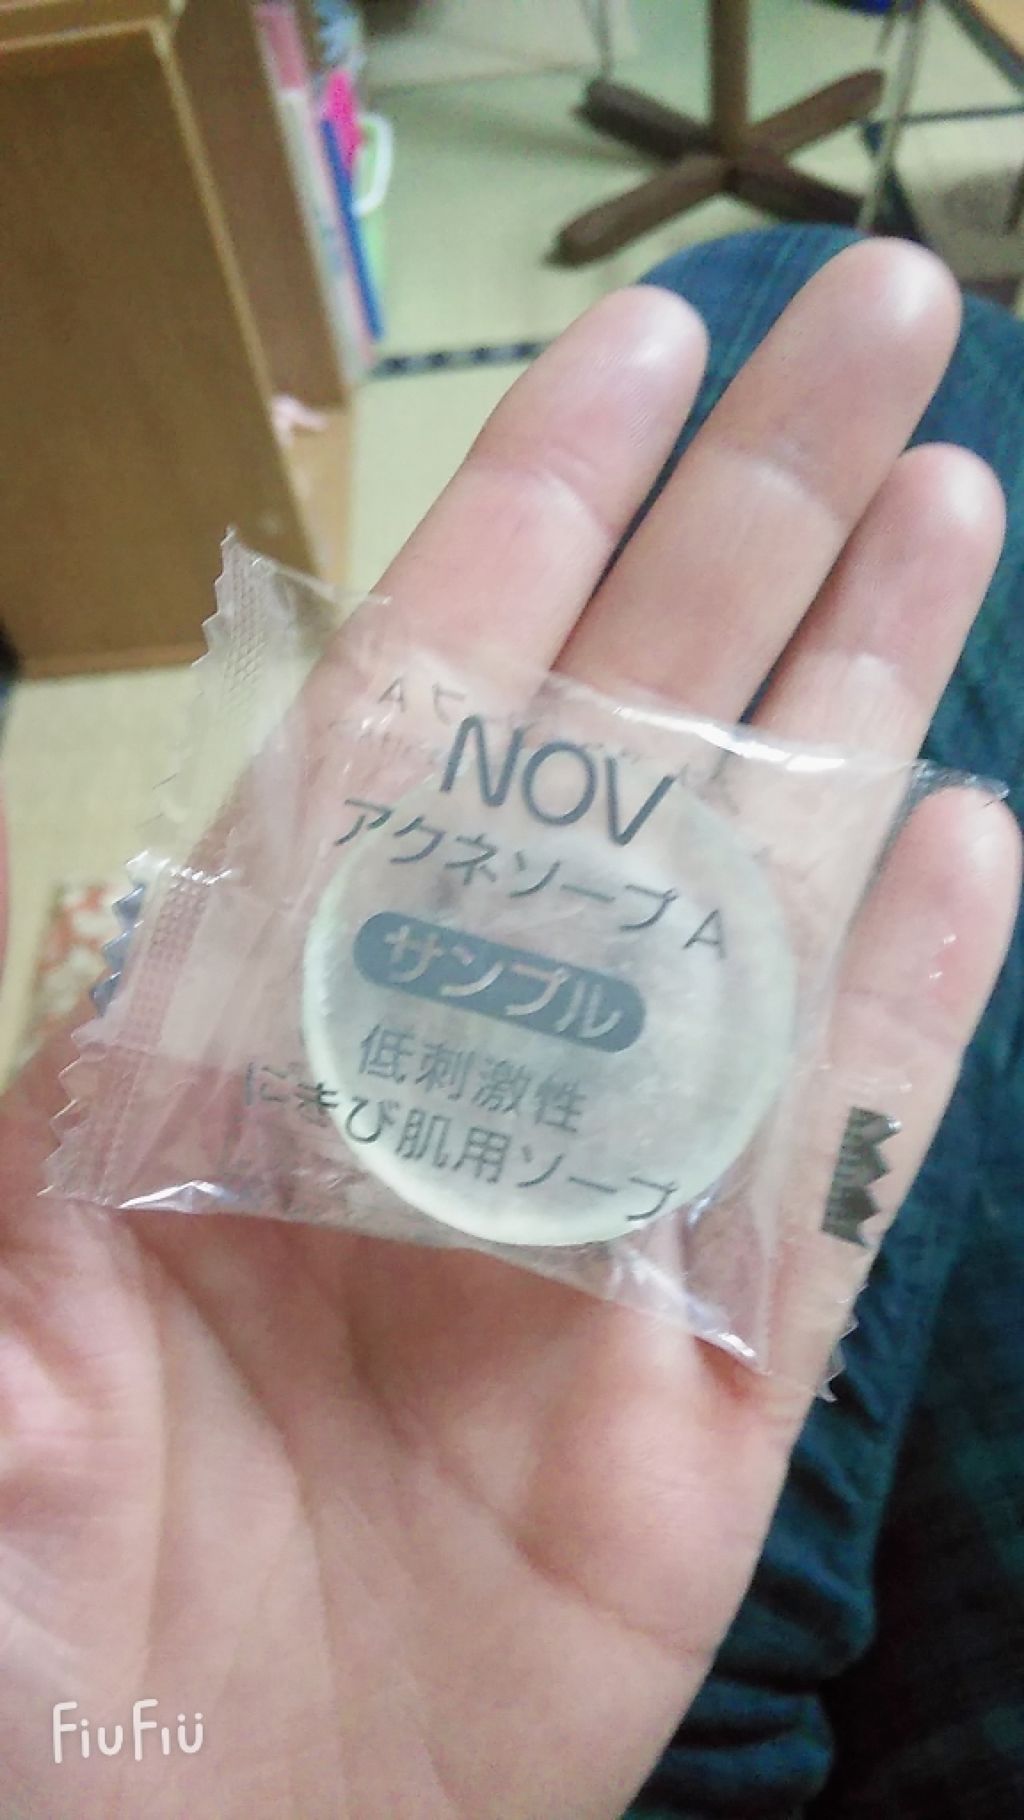 NOV
アクネソープ A
サンプル
低刺激性
にきび肌用ソープ
FiuFiu